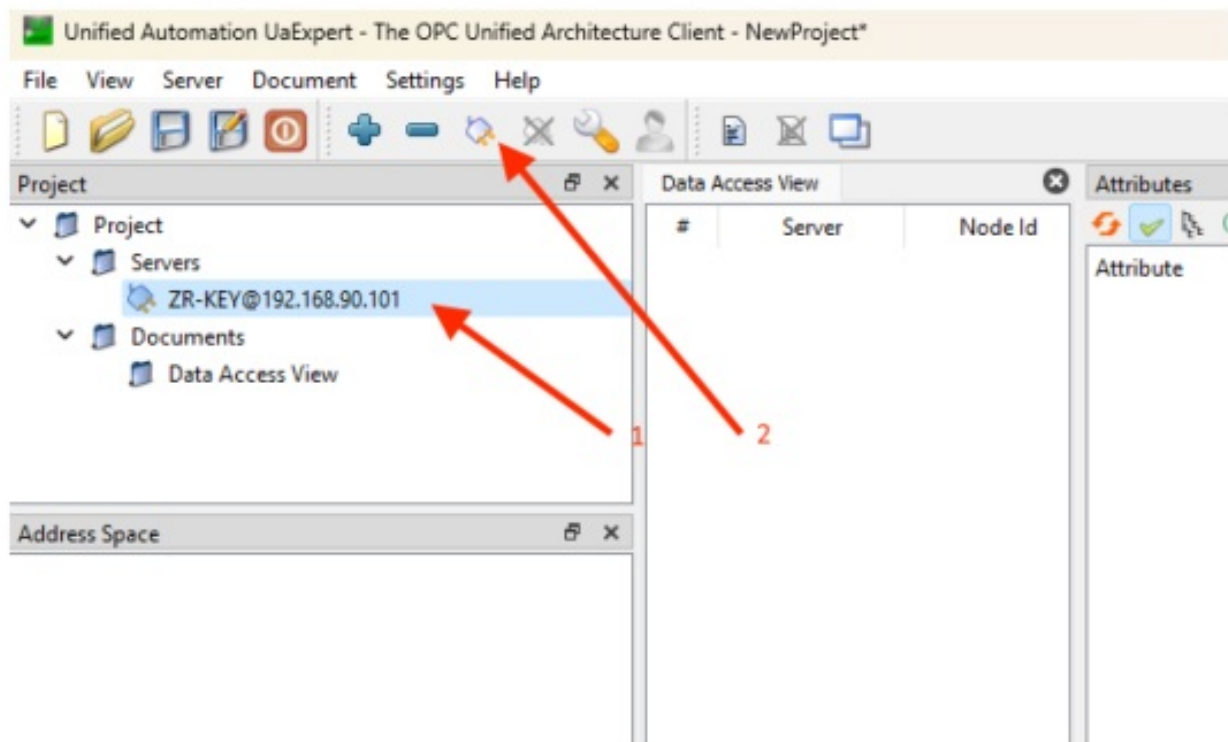 Unified Automation UaExpert - The OPC Unified Architecture Client - NewProject*
File View Server Document Settings Help
Project
Data Access View
Attributes
Project
# Server Node Id
Servers
Attribute
ZR-KEY@192.168.90.101
Documents
Data Access View
1
2
Address Space